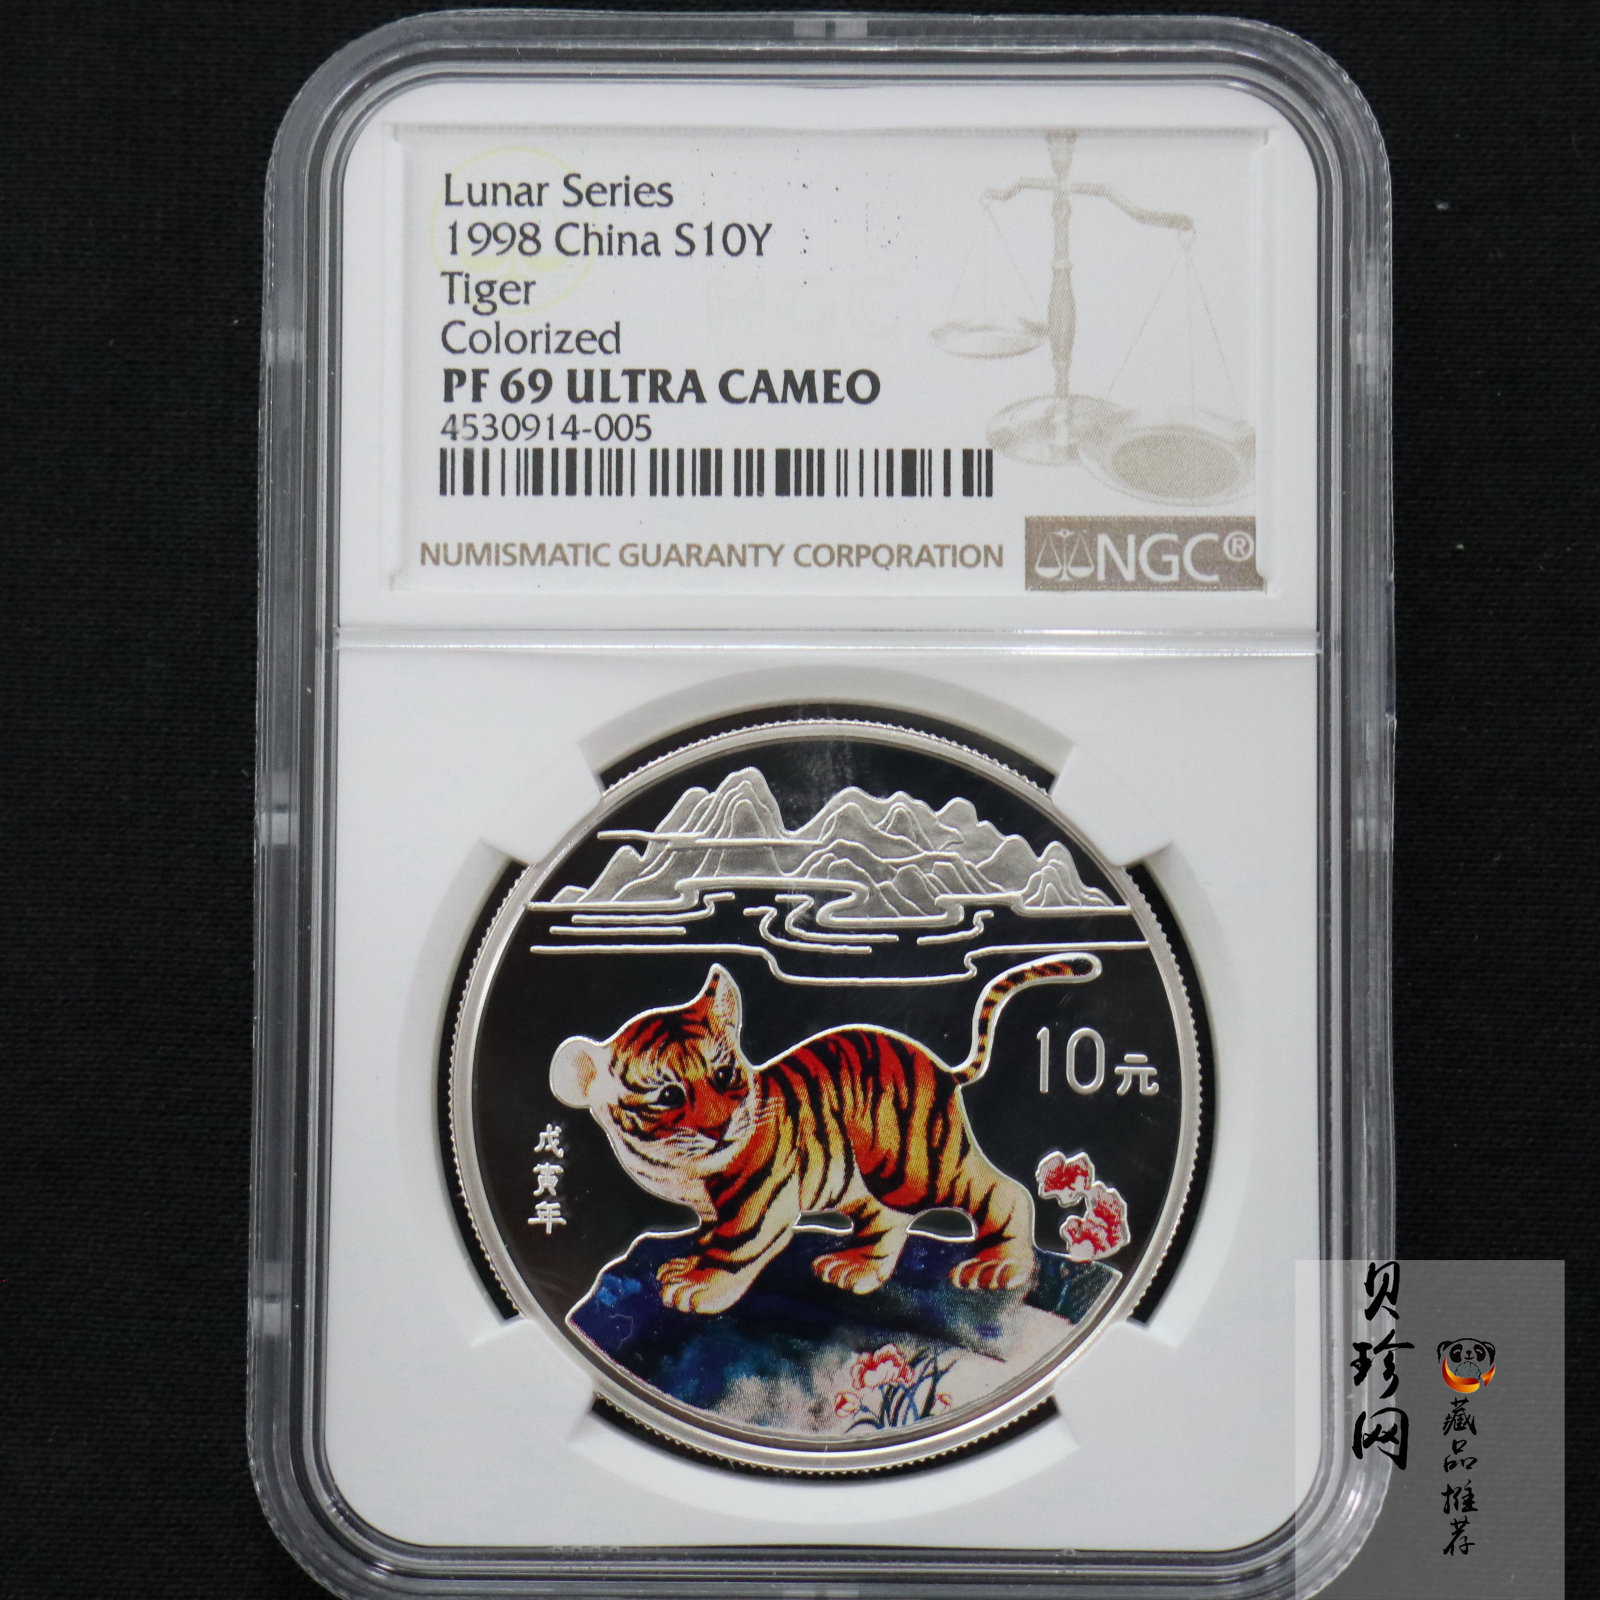 Lunar Series
1998 China S10Y
Tiger
Colorized
PF 69 ULTRA CAMEO
4530914-005
NUMISMATIC GUARANTY CORPORATION
NGC®
10元
戊寅年
贝珍网
藏品推荐